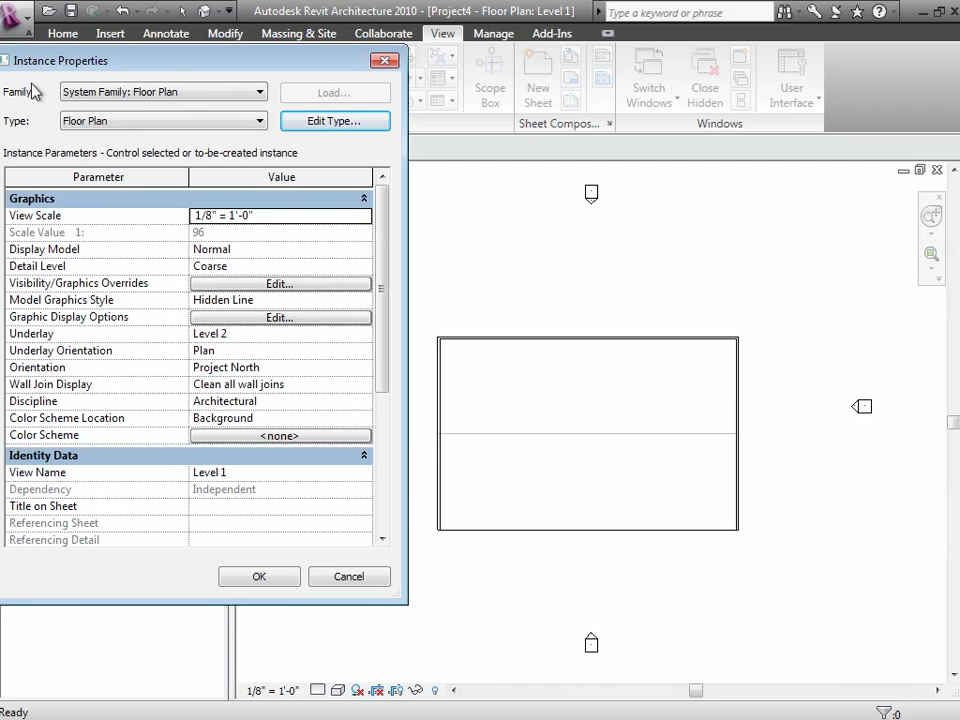 Autodesk Revit Architecture 2010 - [Project4 - Floor Plan: Level 1]
Type a keyword or phrase
Home Insert Annotate Modify Massing & Site Collaborate View Manage Add-Ins
Instance Properties
Family:
System Family: Floor Plan
Load...
Type:
Floor Plan
Edit Type...
Scope Box
New Sheet
Switch Windows
Close Hidden
User Interface
Sheet Compos...
Windows
Instance Parameters - Control selected or to-be-created instance
Parameter Value
Graphics
View Scale 1/8" = 1'-0"
Scale Value 1: 96
Display Model Normal
Detail Level Coarse
Visibility/Graphics Overrides Edit...
Model Graphics Style Hidden Line
Graphic Display Options Edit...
Underlay Level 2
Underlay Orientation Plan
Orientation Project North
Wall Join Display Clean all wall joins
Discipline Architectural
Color Scheme Location Background
Color Scheme <none>
Identity Data
View Name Level 1
Dependency Independent
Title on Sheet
Referencing Sheet
Referencing Detail
OK Cancel
1/8" = 1'-0"
Ready
:0